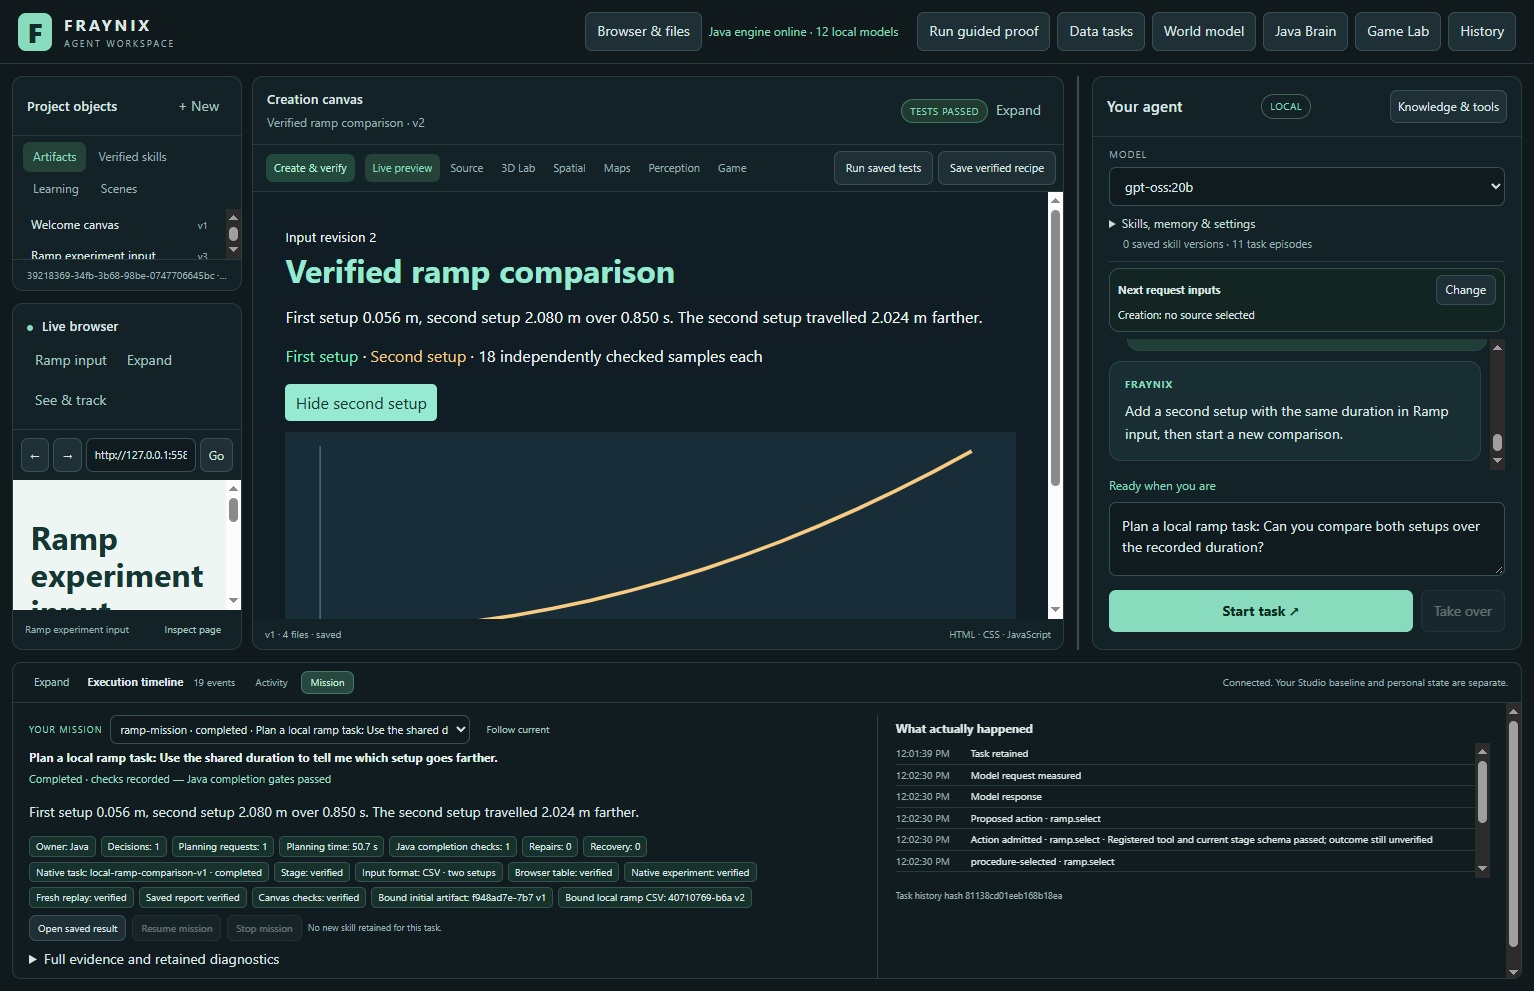 F
FRAYNIX
AGENT WORKSPACE
Browser & files
Java engine online · 12 local models
Run guided proof
Data tasks
World model
Java Brain
Game Lab
History
Project objects
+ New
Artifacts
Verified skills
Learning
Scenes
Welcome canvas v1
Ramp experiment input v3
39218369-34fb-3b68-98be-0747706645bc ·...
Live browser
Ramp input
Expand
See & track
←
→
http://127.0.0.1:558
Go
Ramp
experiment
input
Ramp experiment input
Inspect page
Creation canvas
Verified ramp comparison · v2
TESTS PASSED
Expand
Create & verify
Live preview
Source
3D Lab
Spatial
Maps
Perception
Game
Run saved tests
Save verified recipe
Input revision 2
Verified ramp comparison
First setup 0.056 m, second setup 2.080 m over 0.850 s. The second setup travelled 2.024 m farther.
First setup · Second setup · 18 independently checked samples each
Hide second setup
v1 · 4 files · saved
HTML · CSS · JavaScript
Your agent
LOCAL
Knowledge & tools
MODEL
gpt-oss:20b
Skills, memory & settings
0 saved skill versions · 11 task episodes
Next request inputs
Change
Creation: no source selected
FRAYNIX
Add a second setup with the same duration in Ramp
input, then start a new comparison.
Ready when you are
Plan a local ramp task: Can you compare both setups over
the recorded duration?
Start task ↗
Take over
Expand
Execution timeline
19 events
Activity
Mission
Connected. Your Studio baseline and personal state are separate.
YOUR MISSION
ramp-mission · completed · Plan a local ramp task: Use the shared d
Follow current
Plan a local ramp task: Use the shared duration to tell me which setup goes farther.
Completed · checks recorded — Java completion gates passed
First setup 0.056 m, second setup 2.080 m over 0.850 s. The second setup travelled 2.024 m farther.
Owner: Java
Decisions: 1
Planning requests: 1
Planning time: 50.7 s
Java completion checks: 1
Repairs: 0
Recovery: 0
Native task: local-ramp-comparison-v1 · completed
Stage: verified
Input format: CSV · two setups
Browser table: verified
Native experiment: verified
Fresh replay: verified
Saved report: verified
Canvas checks: verified
Bound initial artifact: f948ad7e-7b7 v1
Bound local ramp CSV: 40710769-b6a v2
Open saved result
Resume mission
Stop mission
No new skill retained for this task.
Full evidence and retained diagnostics
What actually happened
12:01:39 PM Task retained
12:02:30 PM Model request measured
12:02:30 PM Model response
12:02:30 PM Proposed action · ramp.select
12:02:30 PM Action admitted · ramp.select · Registered tool and current stage schema passed; outcome still unverified
12:02:30 PM procedure-selected · ramp.select
Task history hash 81138cd01eeb168b18ea